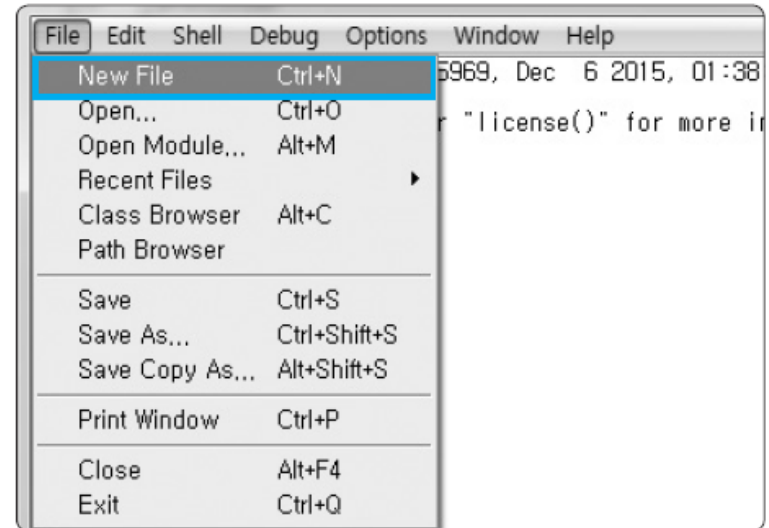 File Edit Shell Debug Options Window Help
New File Ctrl+N 5969, Dec 6 2015, 01:38
Open... Ctrl+O
"license()" for more
Open Module... Alt+M
Recent Files
Class Browser Alt+C
Path Browser
Save Ctrl+S
Save As... Ctrl+Shift+S
Save Copy As... Alt+Shift+S
Print Window Ctrl+P
Close Alt+F4
Exit Ctrl+Q